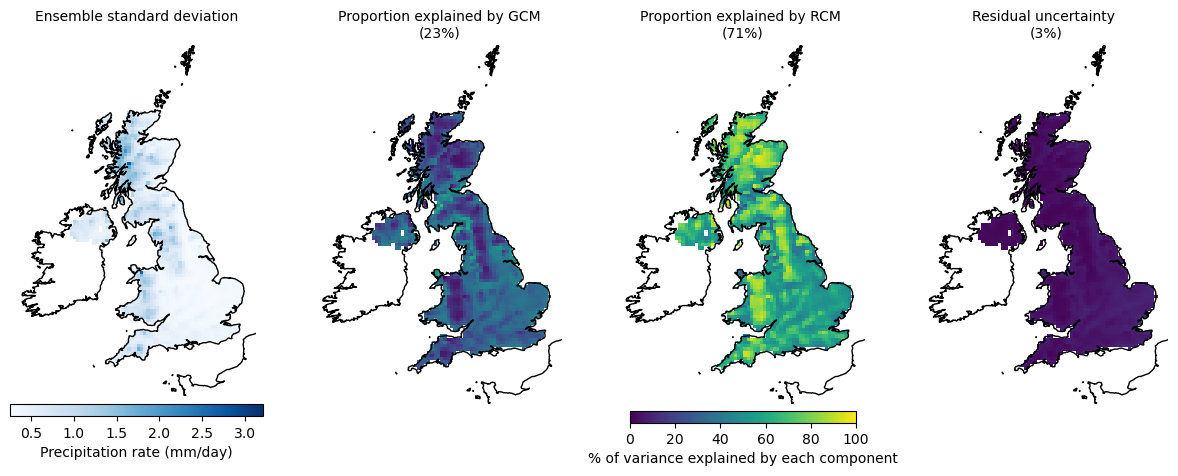 Ensemble standard deviation
Proportion explained by GCM
(23%)
Proportion explained by RCM
(71%)
Residual uncertainty
(3%)
0.5 1.0 1.5 2.0 2.5 3.0
Precipitation rate (mm/day)
0 20 40 60 80 100
% of variance explained by each component